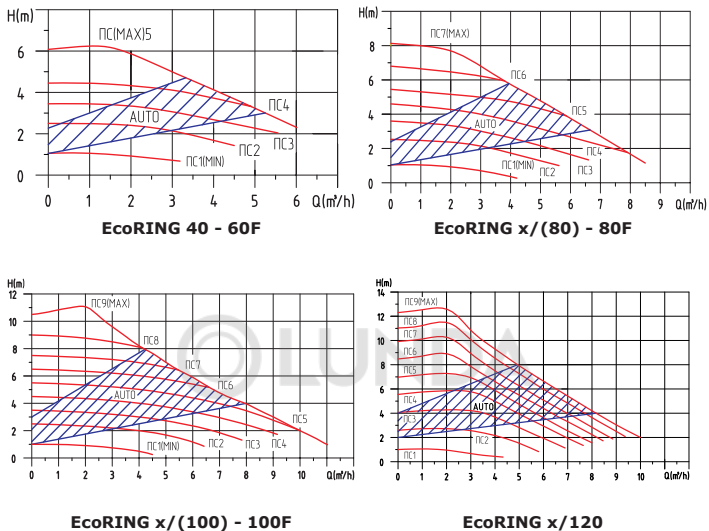 H(m)
6
4
2
0
0 1 2 3 4 5 6 Q(m³/h)
ПС(MAX)5
ПС4
ПС3
ПС2
ПС1(MIN)
AUTO
EcoRING 40 - 60F
H(m)
8
6
4
2
0
0 1 2 3 4 5 6 7 8 9 Q(m³/h)
ПС7(MAX)
ПС6
ПС5
ПС4
ПС3
ПС2
ПС1(MIN)
AUTO
EcoRING x/(80) - 80F
H(m)
12
10
8
6
4
2
0
0 1 2 3 4 5 6 7 8 9 10 Q(m³/h)
ПС9(MAX)
ПС8
ПС7
ПС6
ПС5
ПС4
ПС3
ПС2
ПС1(MIN)
AUTO
EcoRING x/(100) - 100F
H(m)
14
12
10
8
6
4
2
0
0 1 2 3 4 5 6 7 8 9 10 Q(m³/h)
ПС9(MAX)
ПС8
ПС7
ПС6
ПС5
ПС4
ПС3
ПС2
ПС1
AUTO
EcoRING x/120
LUNDA